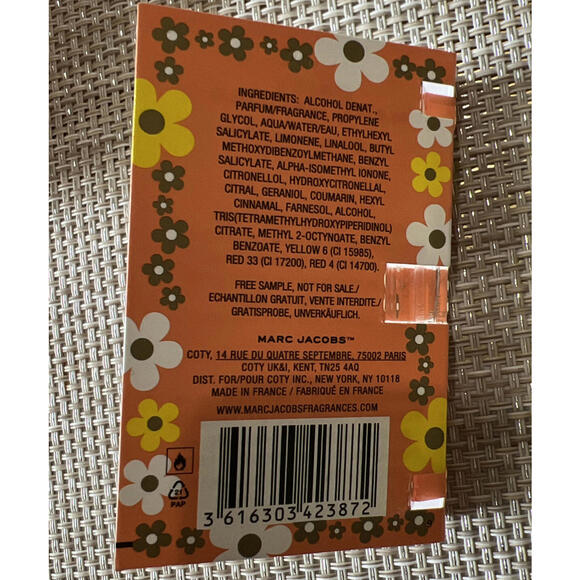 INGREDIENTS: ALCOHOL DENAT.,
PARFUM/FRAGRANCE, PROPYLENE
GLYCOL, AQUA/WATER/EAU, ETHYLHEXYL
SALICYLATE, LIMONENE, LINALOOL, BUTYL
METHOXYDIBENZOYLMETHANE, BENZYL
SALICYLATE, ALPHA-ISOMETHYL IONONE,
CITRONELLOL, HYDROXYCITRONELLAL,
CITRAL, GERANIOL, COUMARIN, HEXYL
CINNAMAL, FARNESOL, ALCOHOL,
TRIS(TETRAMETHYLHYDROXYPIPERIDINOL)
CITRATE, METHYL 2-OCTYNOATE, BENZYL
BENZOATE, YELLOW 6 (CI 15985),
RED 33 (CI 17200), RED 4 (CI 14700).
FREE SAMPLE, NOT FOR SALE./
ECHANTILLON GRATUIT, VENTE INTERDITE./
GRATISPROBE, UNVERKÄUFLICH.
MARC JACOBS™
COTY, 14 RUE DU QUATRE SEPTEMBRE, 75002 PARIS
COTY UK&I, KENT, TN25 4AQ
DIST. FOR/POUR COTY INC., NEW YORK, NY 10118
MADE IN FRANCE / FABRIQUÉ EN FRANCE
WWW.MARCJACOBSFRAGRANCES.COM
21
PAP
3 616303 423872